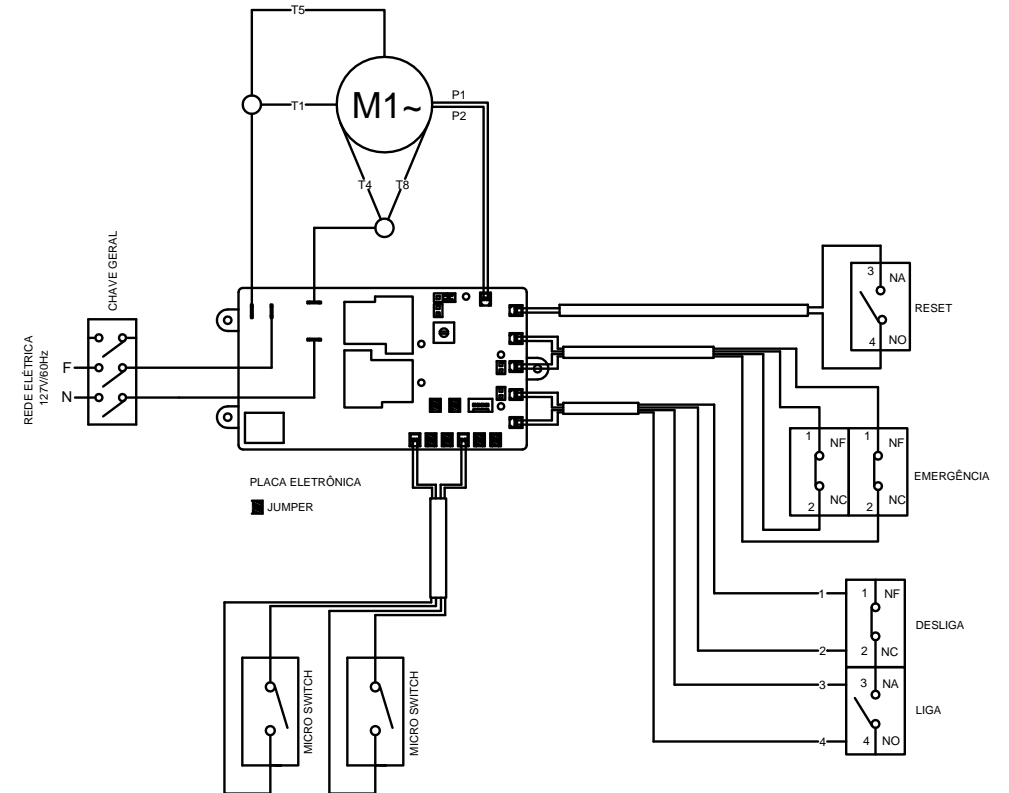 T5
T1
M1~
P1
P2
T4
T8
CHAVE GERAL
REDE ELÉTRICA
127V/60Hz
F
N
3
NA
4
NO
RESET
1
NF
1
NF
NC
2
NC
2
EMERGÊNCIA
PLACA ELETRÔNICA
JUMPER
1
1
NF
DESLIGA
2
2
NC
3
3
NA
LIGA
4
4
NO
MICRO SWITCH
MICRO SWITCH